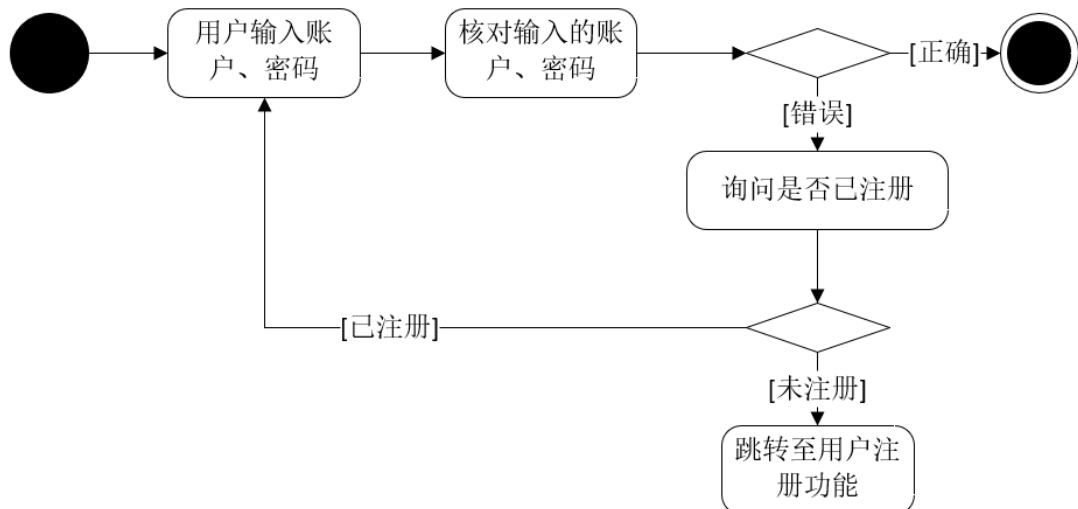 用户输入账
户、密码
核对输入的账
户、密码
[正确]
[错误]
询问是否已注册
[已注册]
[未注册]
跳转至用户注
册功能